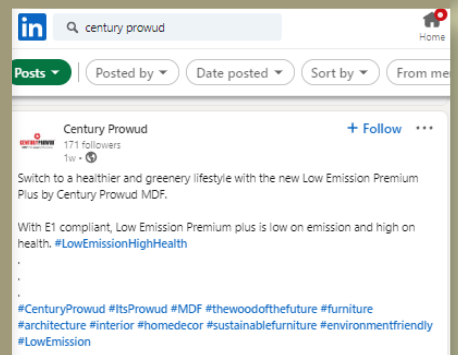 in century prowud
Home
Posts Posted by Date posted Sort by From me
Century Prowud + Follow
CENTURYPROWUD 171 followers
1w •
Switch to a healthier and greenery lifestyle with the new Low Emission Premium
Plus by Century Prowud MDF.
With E1 compliant, Low Emission Premium plus is low on emission and high on
health. #LowEmissionHighHealth
.
.
.
#CenturyProwud #ItsProwud #MDF #thewoodofthefuture #furniture
#architecture #interior #homedecor #sustainablefurniture #environmentfriendly
#LowEmission